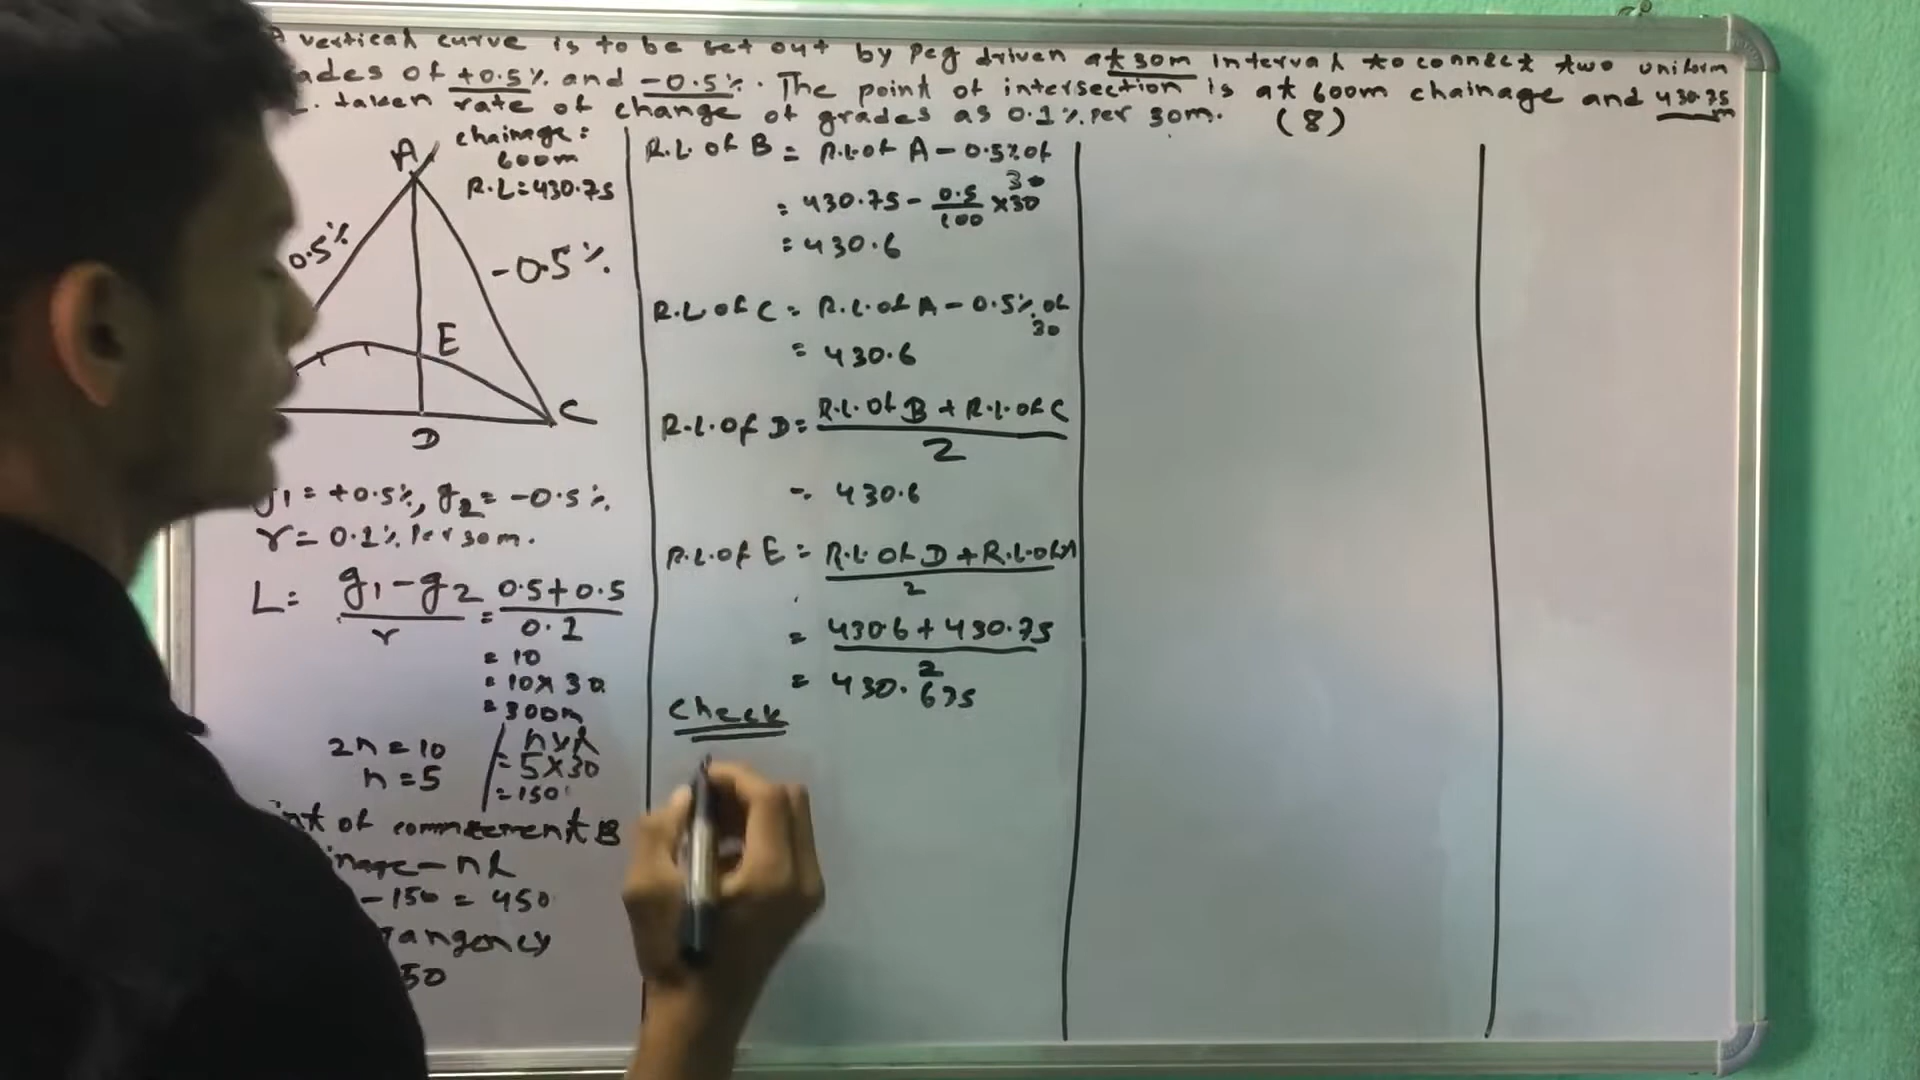 vertical curve is to be set out by peg driven at 30m interval to connect two uniform
ades of +0.5% and -0.5%. The point of intersection is at 600m chainage and 430.75
m
L. taken rate of change of grades as 0.1% per 30m. (8)
A
chainage:
600m
R.L=430.75
0.5%
-0.5%
E
C
D
g1 = +0.5%, g2 = -0.5%
r = 0.1% Per 30m.
L = g1-g2 / r = 0.5+0.5 / 0.1
= 10
= 10 x 30
= 300m
2n = 10
n = 5
n x l
= 5 x 30
= 150
nt of commencement B
inage - nl
- 150 = 450
Tangency
50
R.L. of B = R.L of A - 0.5% of
30
= 430.75 - 0.5/100 x 30
= 430.6
R.L of C = R.L. of A - 0.5% of
30
= 430.6
R.L. of D = R.L. of B + R.L. of C / 2
= 430.6
R.L. of E = R.L. of D + R.L. of A / 2
= 430.6 + 430.75 / 2
= 430.675
Check